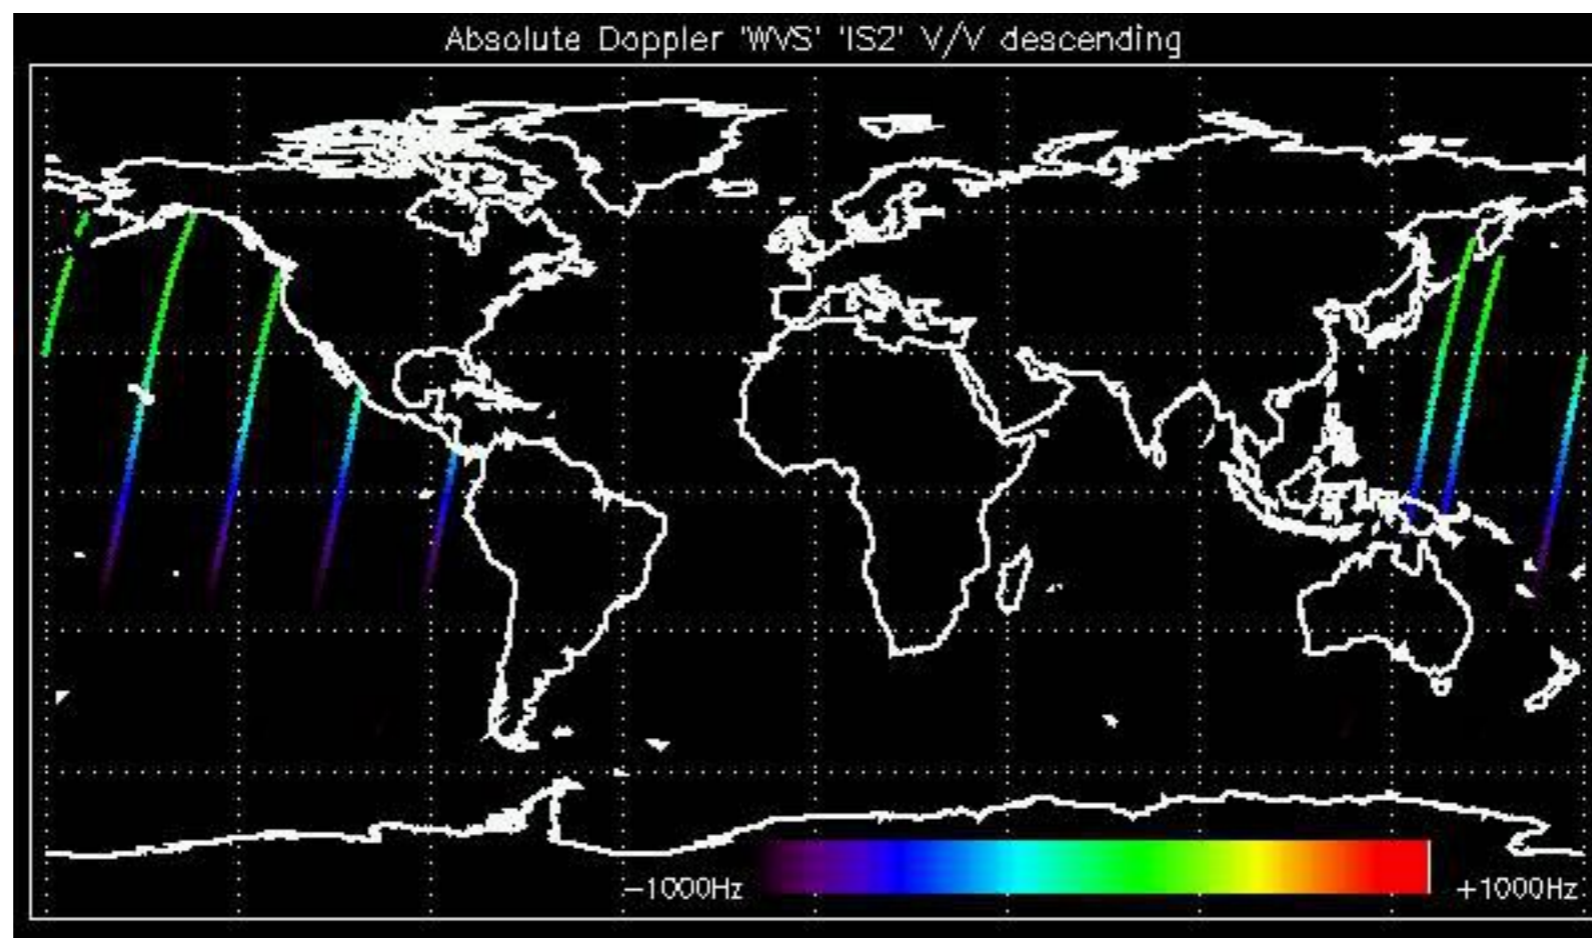 Absolute Doppler 'WVS' 'IS2' V/V descending
−1000Hz +1000Hz